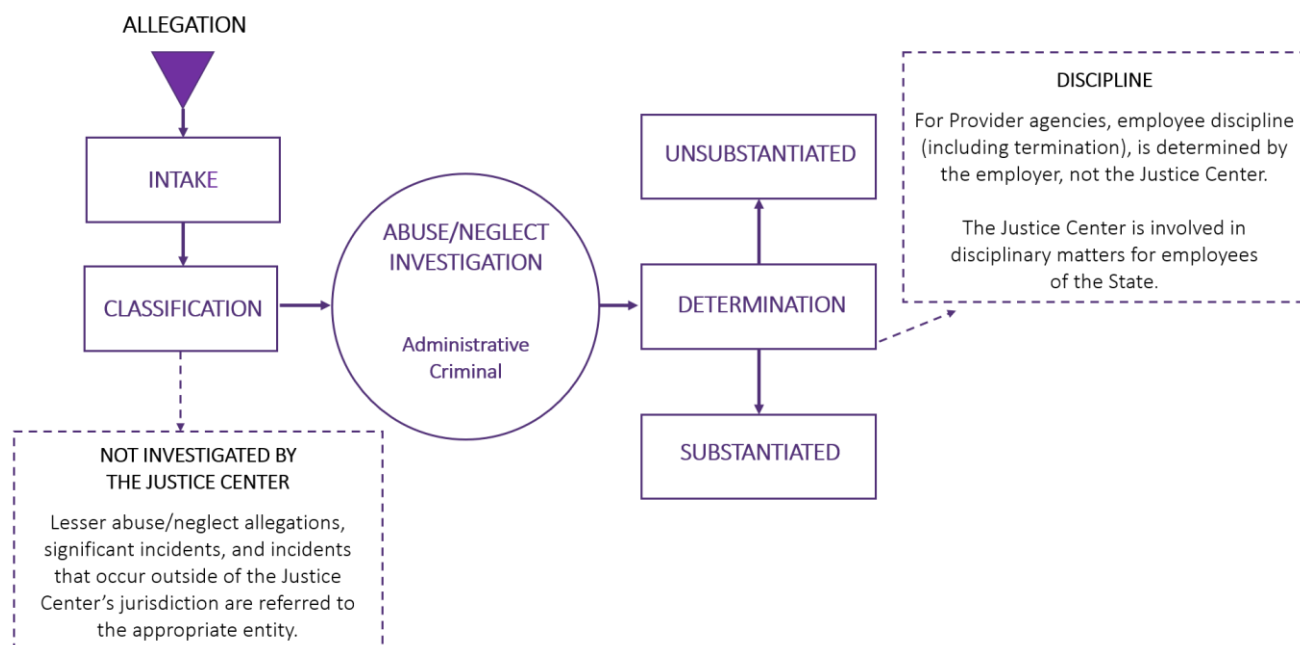 ALLEGATION
INTAKE
CLASSIFICATION
NOT INVESTIGATED BY
THE JUSTICE CENTER
Lesser abuse/neglect allegations,
significant incidents, and incidents
that occur outside of the Justice
Center’s jurisdiction are referred to
the appropriate entity.
ABUSE/NEGLECT
INVESTIGATION
Administrative
Criminal
UNSUBSTANTIATED
DETERMINATION
SUBSTANTIATED
DISCIPLINE
For Provider agencies, employee discipline
(including termination), is determined by
the employer, not the Justice Center.
The Justice Center is involved in
disciplinary matters for employees
of the State.